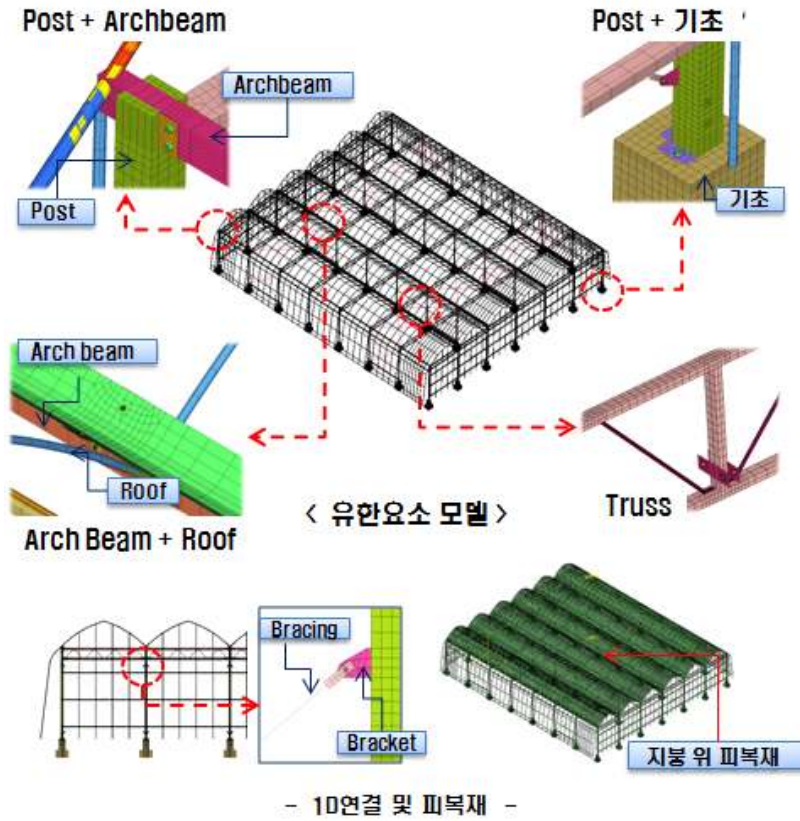 Post + Archbeam
Post + 기초
Archbeam
Post
기초
Arch beam
Roof
Arch Beam + Roof
< 유한요소 모델 >
Truss
Bracing
Bracket
지붕 위 피복재
- 1D연결 및 피복재 -